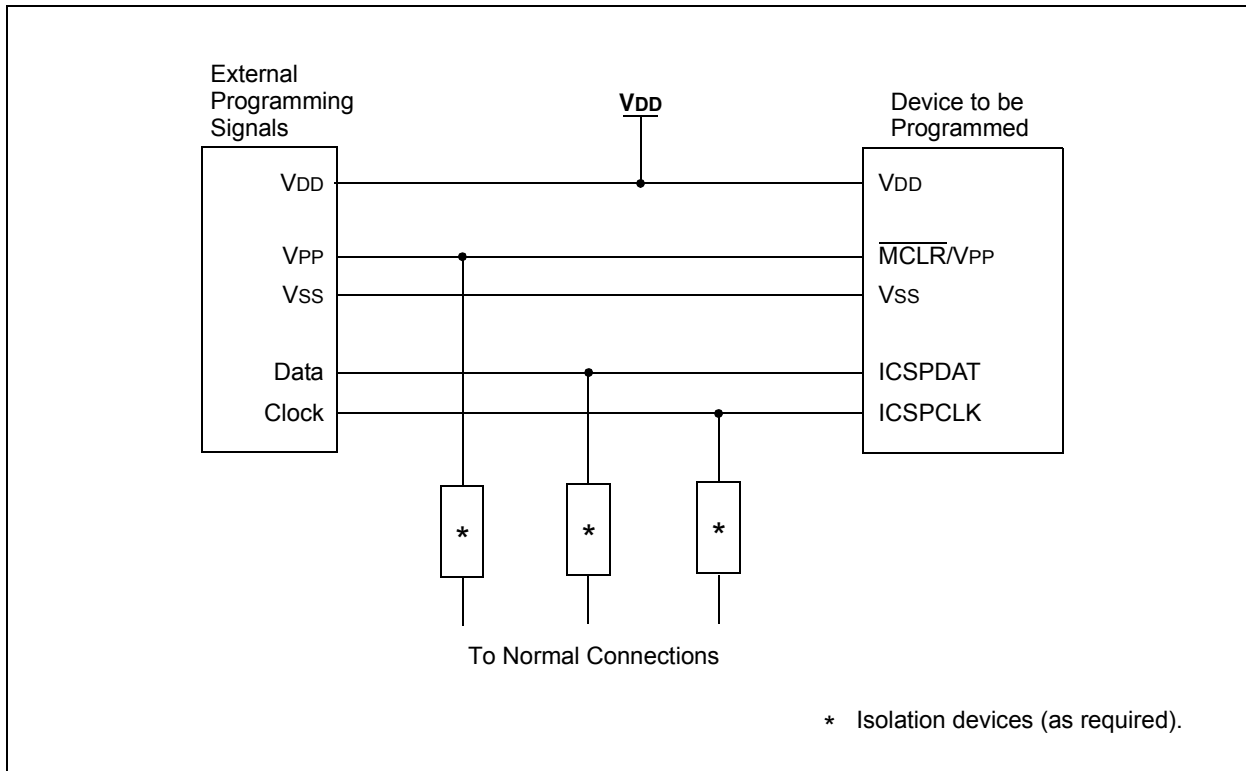 External
Programming
Signals
VDD
Device to be
Programmed
VDD
VDD
VPP
MCLR/VPP
VSS
VSS
Data
ICSPDAT
Clock
ICSPCLK
*
*
*
To Normal Connections
* Isolation devices (as required).